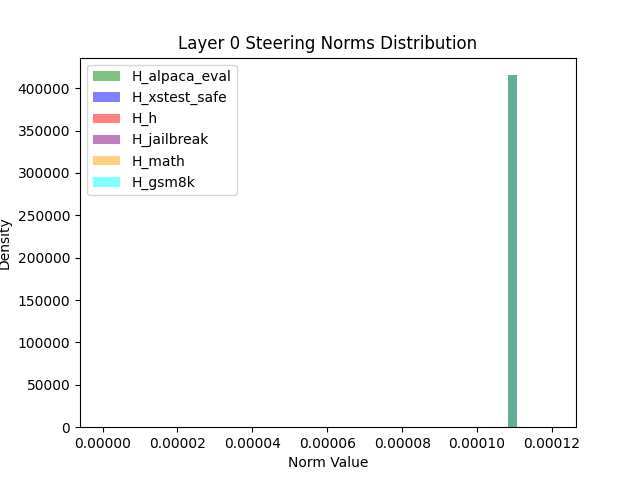 Layer 0 Steering Norms Distribution
H_alpaca_eval
H_xstest_safe
H_h
H_jailbreak
H_math
H_gsm8k
400000
350000
300000
250000
200000
150000
100000
50000
0
Density
0.00000 0.00002 0.00004 0.00006 0.00008 0.00010 0.00012
Norm Value